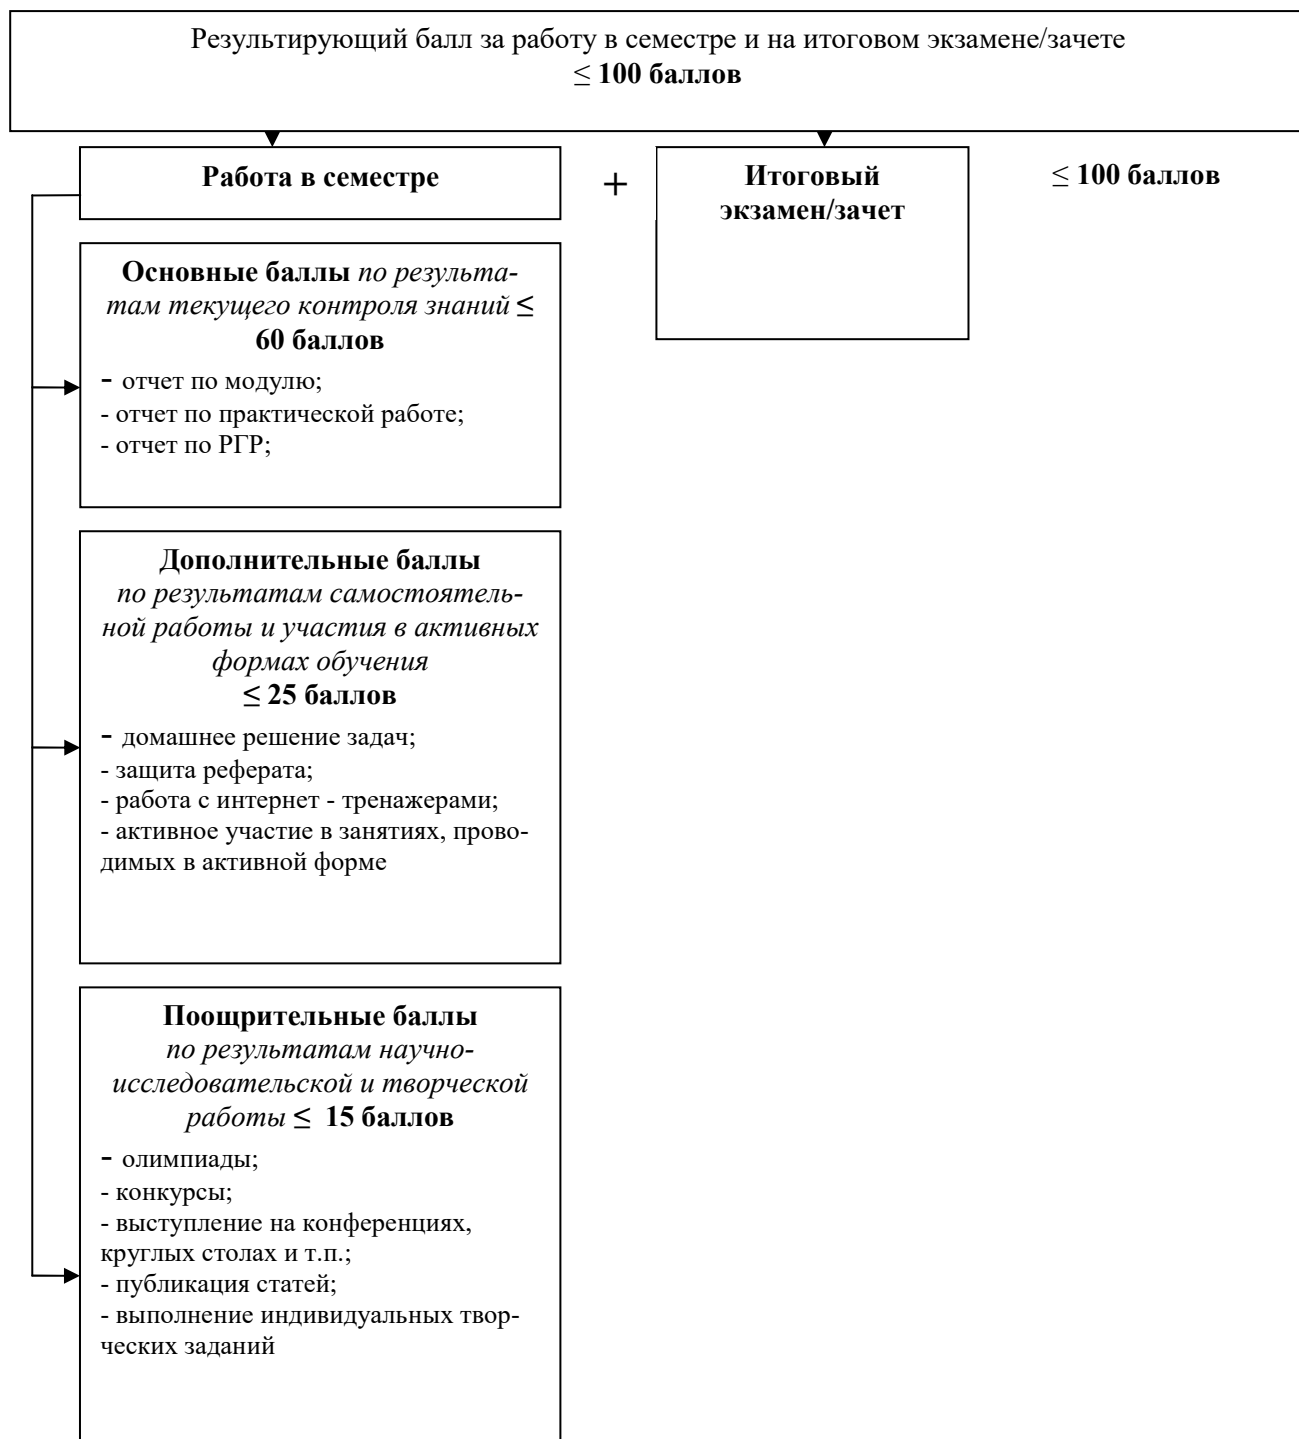 Результирующий балл за работу в семестре и на итоговом экзамене/зачете
≤ 100 баллов
Работа в семестре
+
Итоговый
экзамен/зачет
≤ 100 баллов
Основные баллы по результа-
там текущего контроля знаний ≤
60 баллов
- отчет по модулю;
- отчет по практической работе;
- отчет по РГР;
Дополнительные баллы
по результатам самостоятель-
ной работы и участия в активных
формах обучения
≤ 25 баллов
- домашнее решение задач;
- защита реферата;
- работа с интернет - тренажерами;
- активное участие в занятиях, прово-
димых в активной форме
Поощрительные баллы
по результатам научно-
исследовательской и творческой
работы ≤ 15 баллов
- олимпиады;
- конкурсы;
- выступление на конференциях,
круглых столах и т.п.;
- публикация статей;
- выполнение индивидуальных твор-
ческих заданий